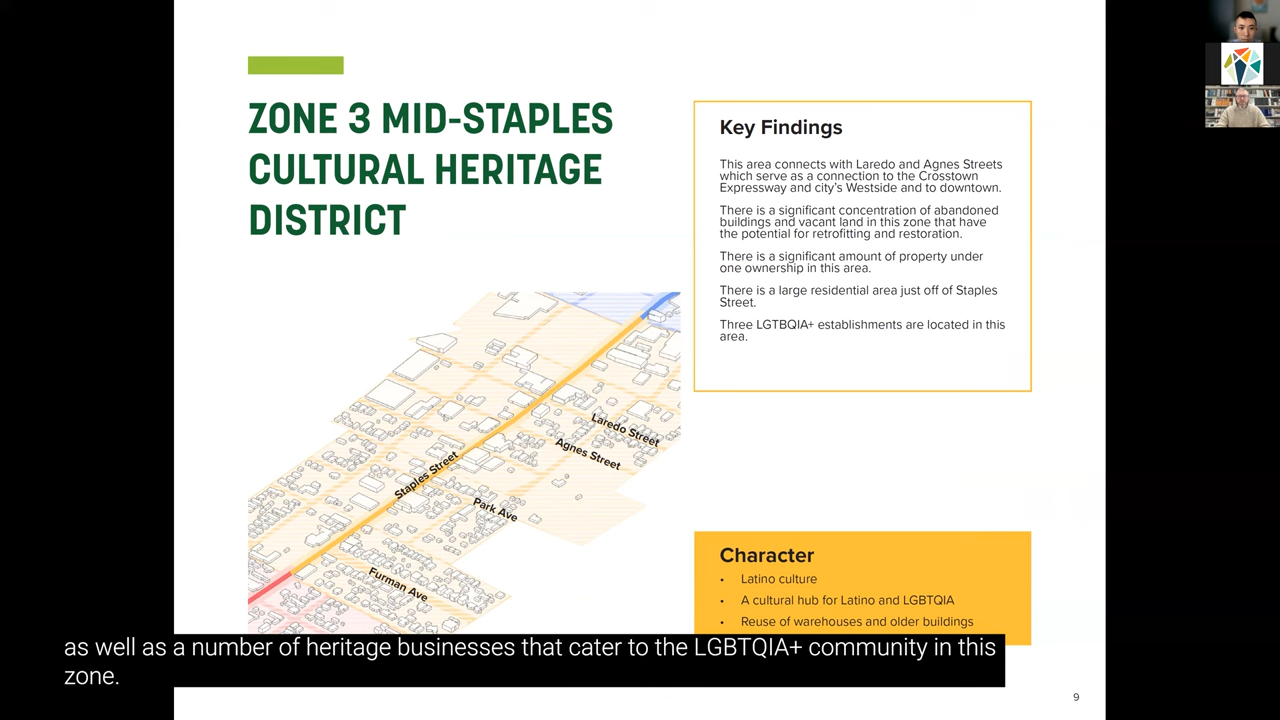 ZONE 3 MID-STAPLES
CULTURAL HERITAGE
DISTRICT
Key Findings
This area connects with Laredo and Agnes Streets
which serve as a connection to the Crosstown
Expressway and city's Westside and to downtown.
There is a significant concentration of abandoned
buildings and vacant land in this zone that have
the potential for retrofitting and restoration.
There is a significant amount of property under
one ownership in this area.
There is a large residential area just off of Staples
Street.
Three LGTBQIA+ establishments are located in this
area.
Laredo Street
Agnes Street
Staples Street
Park Ave
Furman Ave
Character
• Latino culture
• A cultural hub for Latino and LGBTQIA
• Reuse of warehouses and older buildings
as well as a number of heritage businesses that cater to the LGBTQIA+ community in this
zone.
9